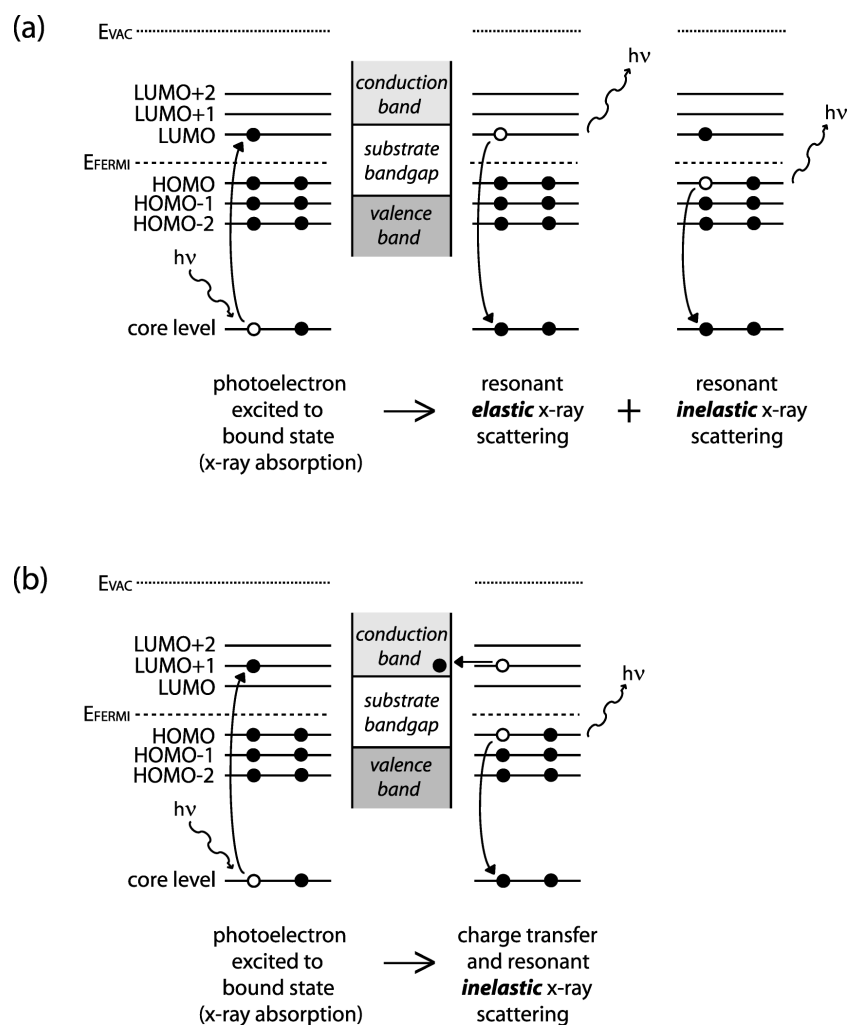 (a)
EVAC
LUMO+2
LUMO+1
LUMO
EFERMI
HOMO
HOMO-1
HOMO-2
hν
core level
conduction
band
substrate
bandgap
valence
band
hν
hν
photoelectron
excited to
bound state
(x-ray absorption)
resonant
elastic x-ray
scattering
+
resonant
inelastic x-ray
scattering
(b)
EVAC
LUMO+2
LUMO+1
LUMO
EFERMI
HOMO
HOMO-1
HOMO-2
hν
core level
conduction
band
substrate
bandgap
valence
band
hν
photoelectron
excited to
bound state
(x-ray absorption)
charge transfer
and resonant
inelastic x-ray
scattering